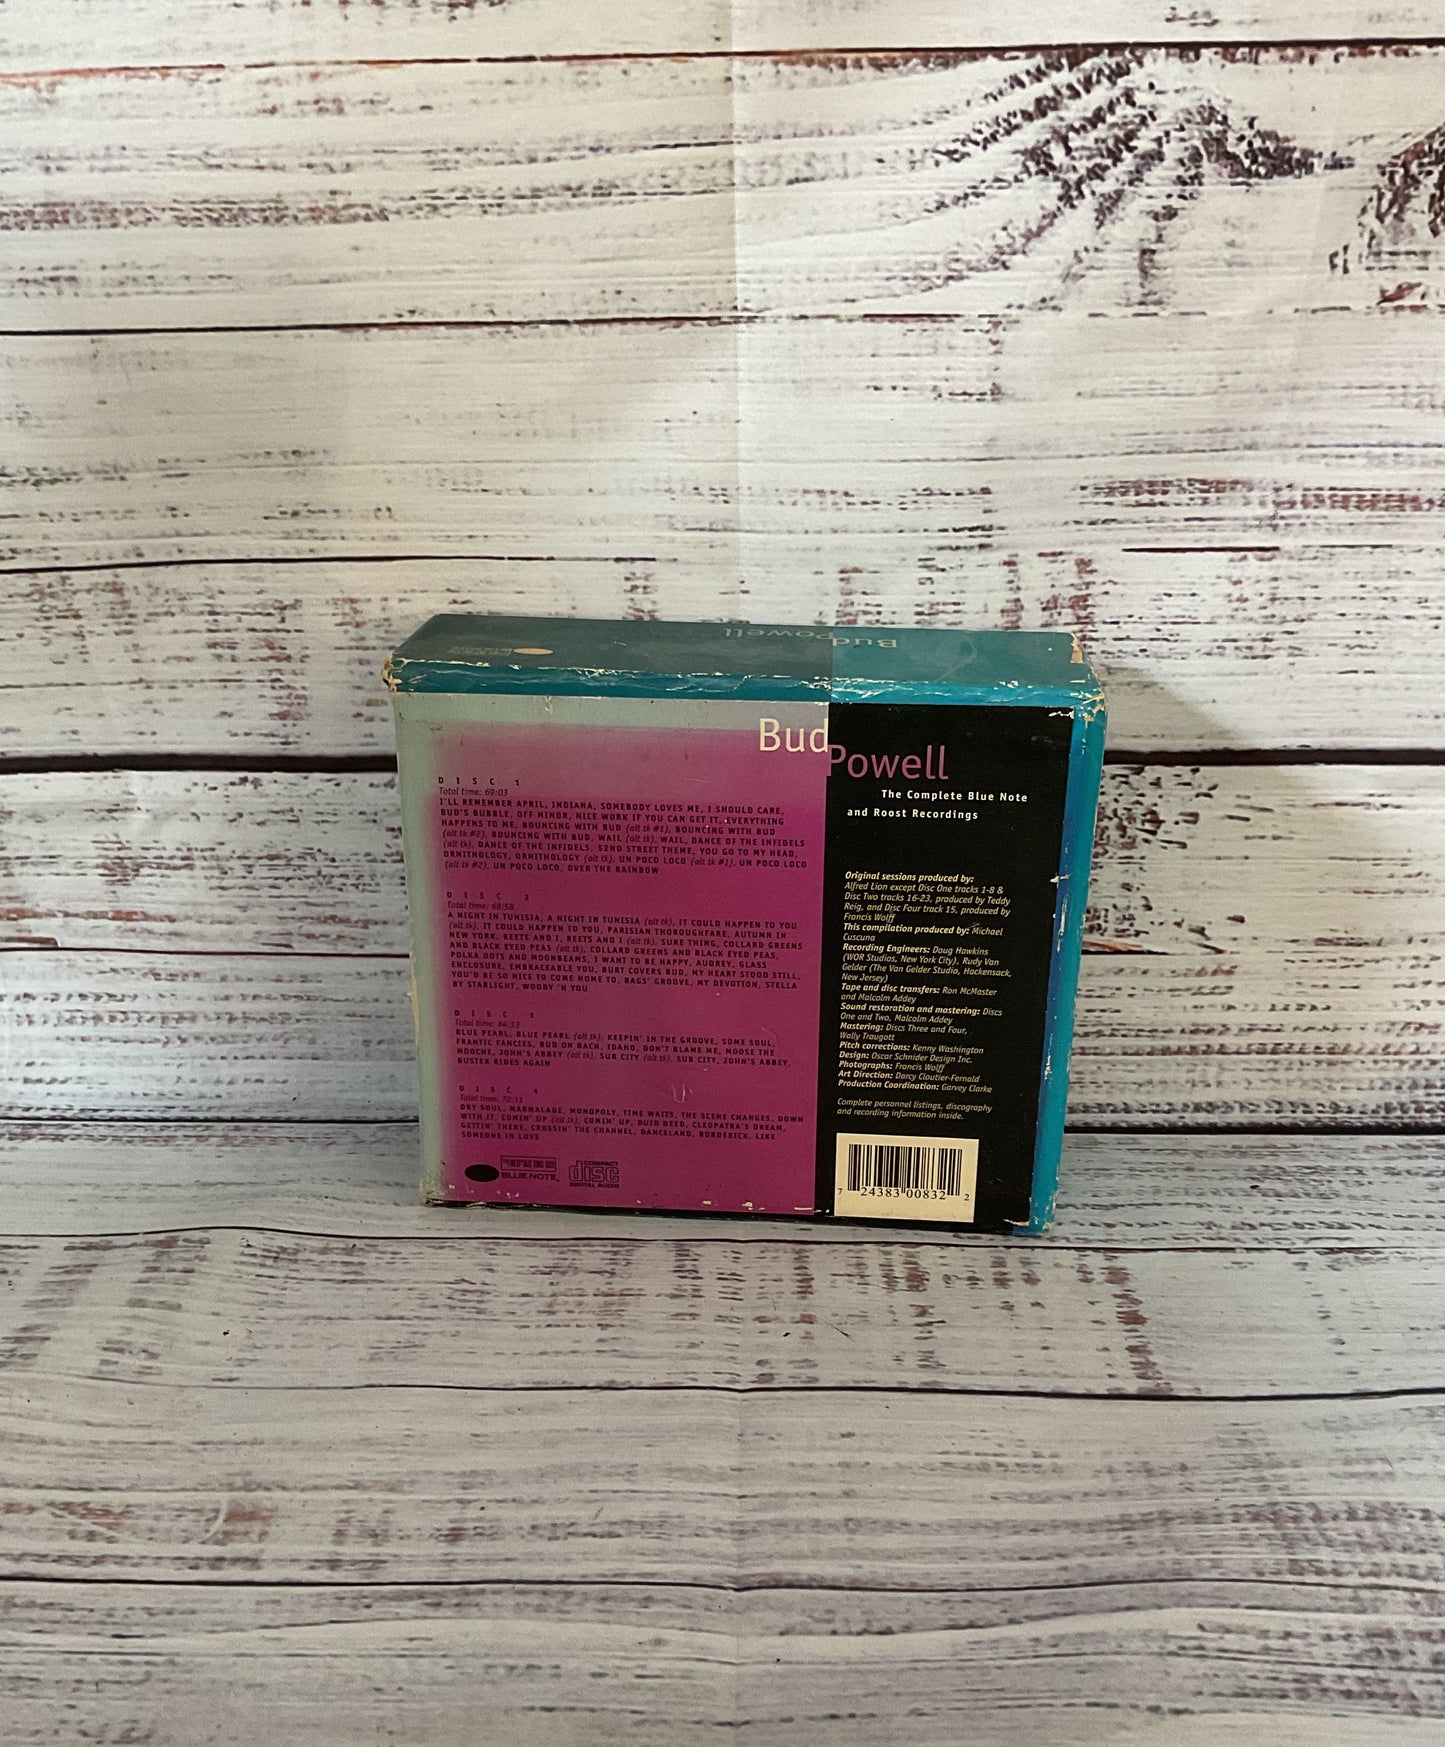 Bud Powell
Bud
Powell
The Complete Blue Note
and Roost Recordings
DISC 1
Total time: 69:03
I'LL REMEMBER APRIL, INDIANA, SOMEBODY LOVES ME, I SHOULD CARE,
BUD'S BUBBLE, OFF MINOR, NICE WORK IF YOU CAN GET IT, EVERYTHING
HAPPENS TO ME, BOUNCING WITH BUD (alt tk #1), BOUNCING WITH BUD
(alt tk #2), BOUNCING WITH BUD, WAIL (alt tk), WAIL, DANCE OF THE INFIDELS
(alt tk), DANCE OF THE INFIDELS, 52ND STREET THEME, YOU GO TO MY HEAD,
ORNITHOLOGY, ORNITHOLOGY (alt tk), UN POCO LOCO (alt tk #1), UN POCO LOCO
(alt tk #2), UN POCO LOCO, OVER THE RAINBOW
DISC 2
Total time: 69:58
A NIGHT IN TUNISIA, A NIGHT IN TUNISIA (alt tk), IT COULD HAPPEN TO YOU
(alt tk), IT COULD HAPPEN TO YOU, PARISIAN THOROUGHFARE, AUTUMN IN
NEW YORK, REETS AND I, REETS AND I (alt tk), SURE THING, COLLARD GREENS
AND BLACK EYED PEAS (alt tk), COLLARD GREENS AND BLACK EYED PEAS,
POLKA DOTS AND MOONBEAMS, I WANT TO BE HAPPY, AUDREY, GLASS
ENCLOSURE, EMBRACEABLE YOU, BURT COVERS BUD, MY HEART STOOD STILL,
YOU'D BE SO NICE TO COME HOME TO, BAGS' GROOVE, MY DEVOTION, STELLA
BY STARLIGHT, WOODY 'N YOU
DISC 3
Total time: 64:13
BLUE PEARL, BLUE PEARL (alt tk), KEEPIN' IN THE GROOVE, SOME SOUL,
FRANTIC FANCIES, BUD ON BACH, IDAHO, DON'T BLAME ME, MOOSE THE
MOOCHE, JOHN'S ABBEY (alt tk), SUB CITY (alt tk), SUB CITY, JOHN'S ABBEY,
BUSTER RIDES AGAIN
DISC 4
Total time: 72:11
DRY SOUL, MARMALADE, MONOPOLY, TIME WAITS, THE SCENE CHANGES, DOWN
WITH IT, COMIN' UP (alt tk), COMIN' UP, DUID DEED, CLEOPATRA'S DREAM,
GETTIN' THERE, CROSSIN' THE CHANNEL, DANCELAND, BORDERICK, LIKE
SOMEONE IN LOVE
BLUE NOTE
COMPACT
disc
DIGITAL AUDIO
Original sessions produced by:
Alfred Lion except Disc One tracks 1-8 &
Disc Two tracks 16-23, produced by Teddy
Reig, and Disc Four track 15, produced by
Francis Wolff
This compilation produced by: Michael
Cuscuna
Recording Engineers: Doug Hawkins
(WOR Studios, New York City), Rudy Van
Gelder (The Van Gelder Studio, Hackensack,
New Jersey)
Tape and disc transfers: Ron McMaster
and Malcolm Addey
Sound restoration and mastering: Discs
One and Two, Malcolm Addey
Mastering: Discs Three and Four,
Wally Traugott
Pitch corrections: Kenny Washington
Design: Oscar Schnider Design Inc.
Photographs: Francis Wolff
Art Direction: Darcy Cloutier-Fernald
Production Coordination: Garvey Clarke
Complete personnel listings, discography
and recording information inside.
7 24383 00832 2